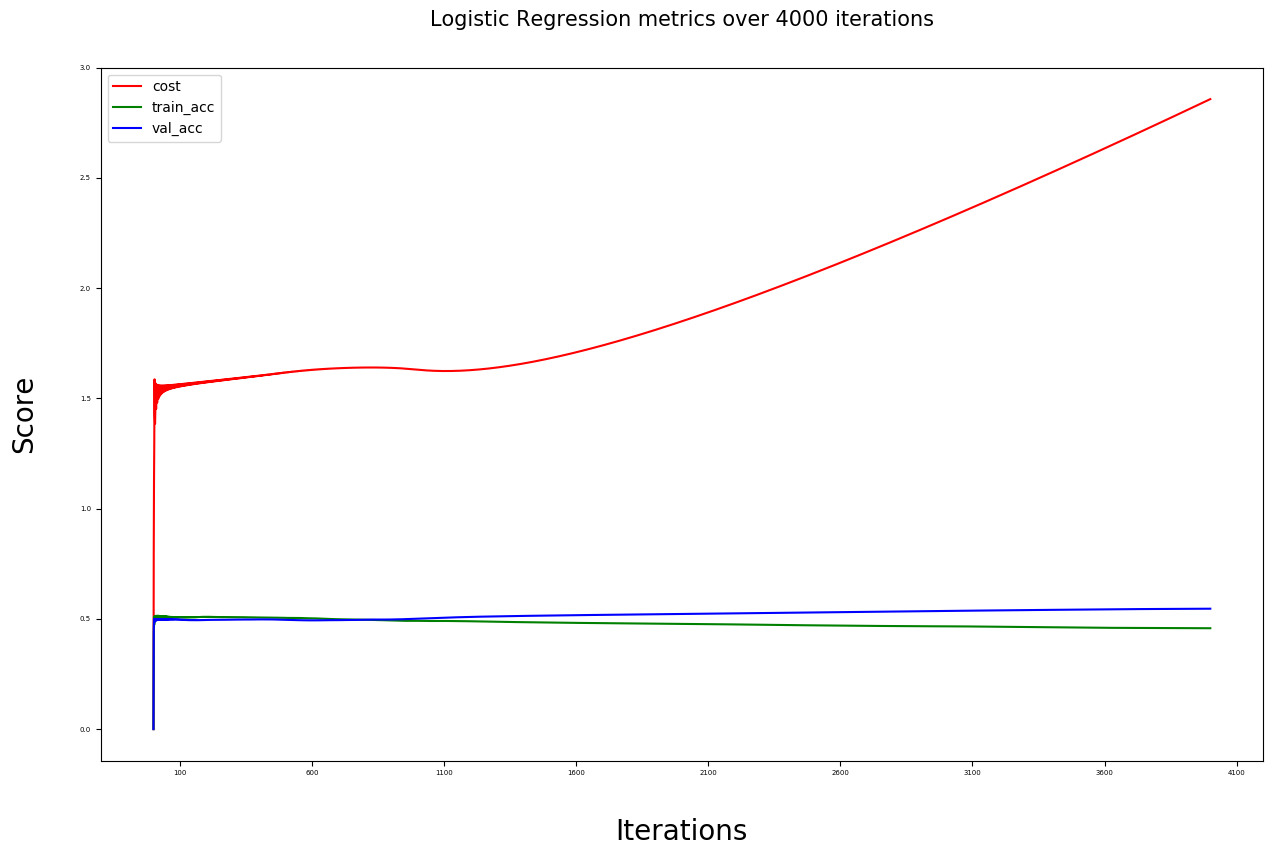 Logistic Regression metrics over 4000 iterations
3.0
cost
train_acc
val_acc
2.5
2.0
1.5
Score
1.0
0.5
0.0
100 600 1100 1600 2100 2600 3100 3600 4100
Iterations